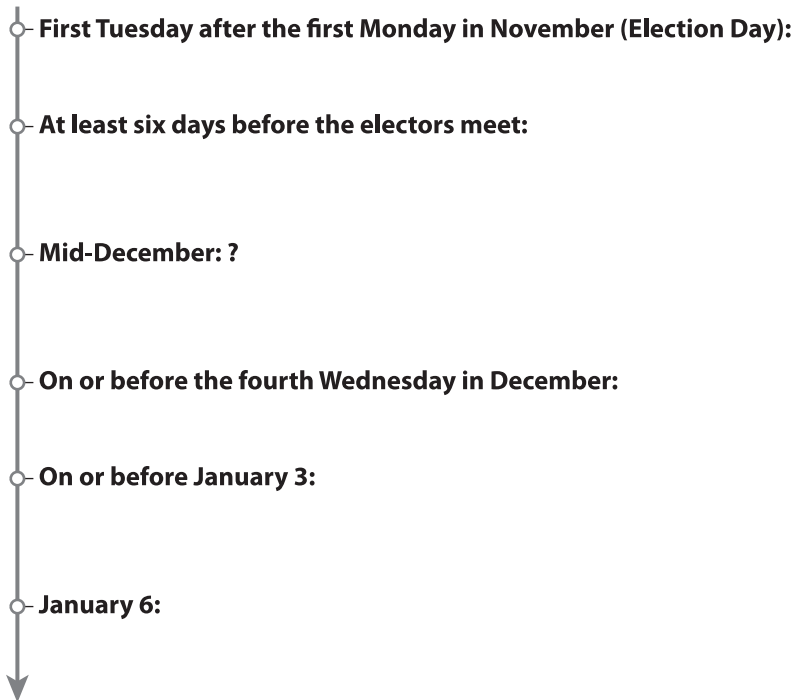 First Tuesday after the first Monday in November (Election Day):
At least six days before the electors meet:
Mid-December: ?
On or before the fourth Wednesday in December:
On or before January 3:
January 6: